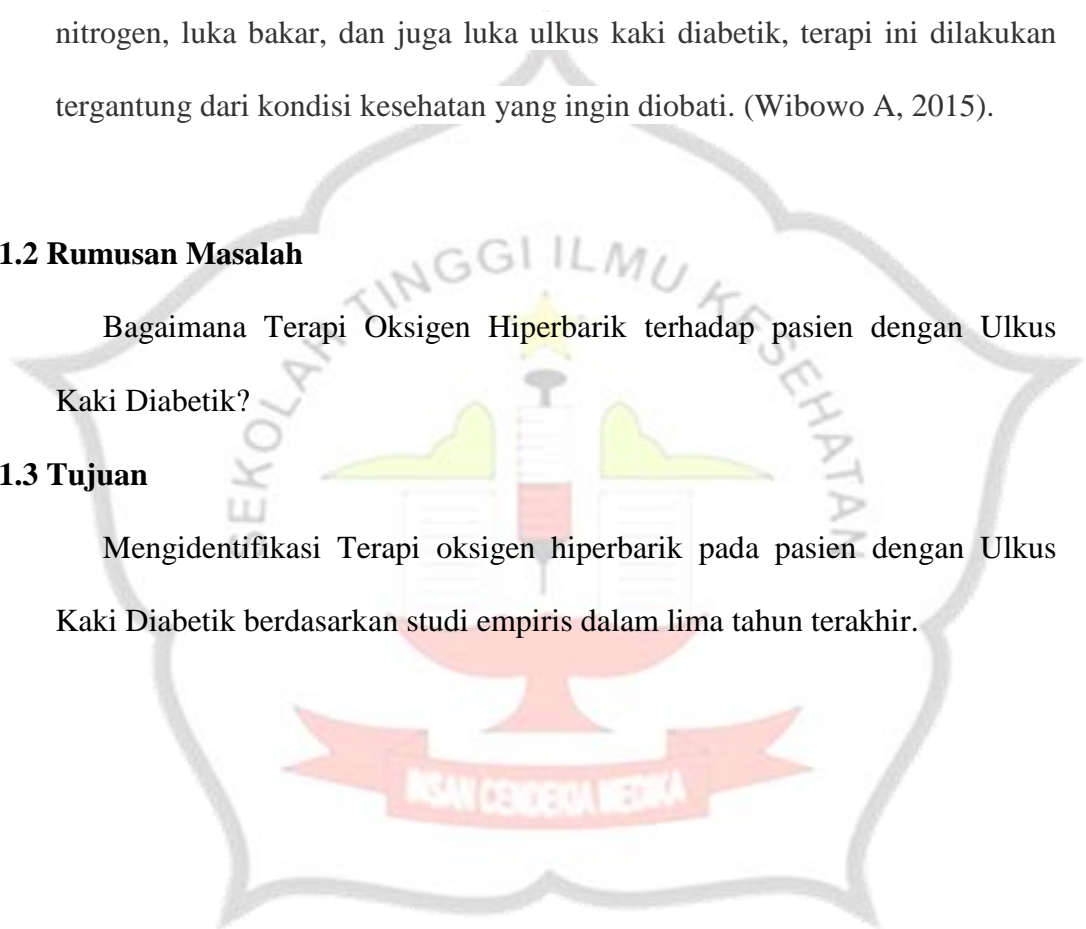 nitrogen, luka bakar, dan juga luka ulkus kaki diabetik, terapi ini dilakukan
tergantung dari kondisi kesehatan yang ingin diobati. (Wibowo A, 2015).
1.2 Rumusan Masalah
Bagaimana Terapi Oksigen Hiperbarik terhadap pasien dengan Ulkus
Kaki Diabetik?
1.3 Tujuan
Mengidentifikasi Terapi oksigen hiperbarik pada pasien dengan Ulkus
Kaki Diabetik berdasarkan studi empiris dalam lima tahun terakhir.
SEKOLAH TINGGI ILMU KESEHATAN
INSAN CENDEKIA MEDIKA